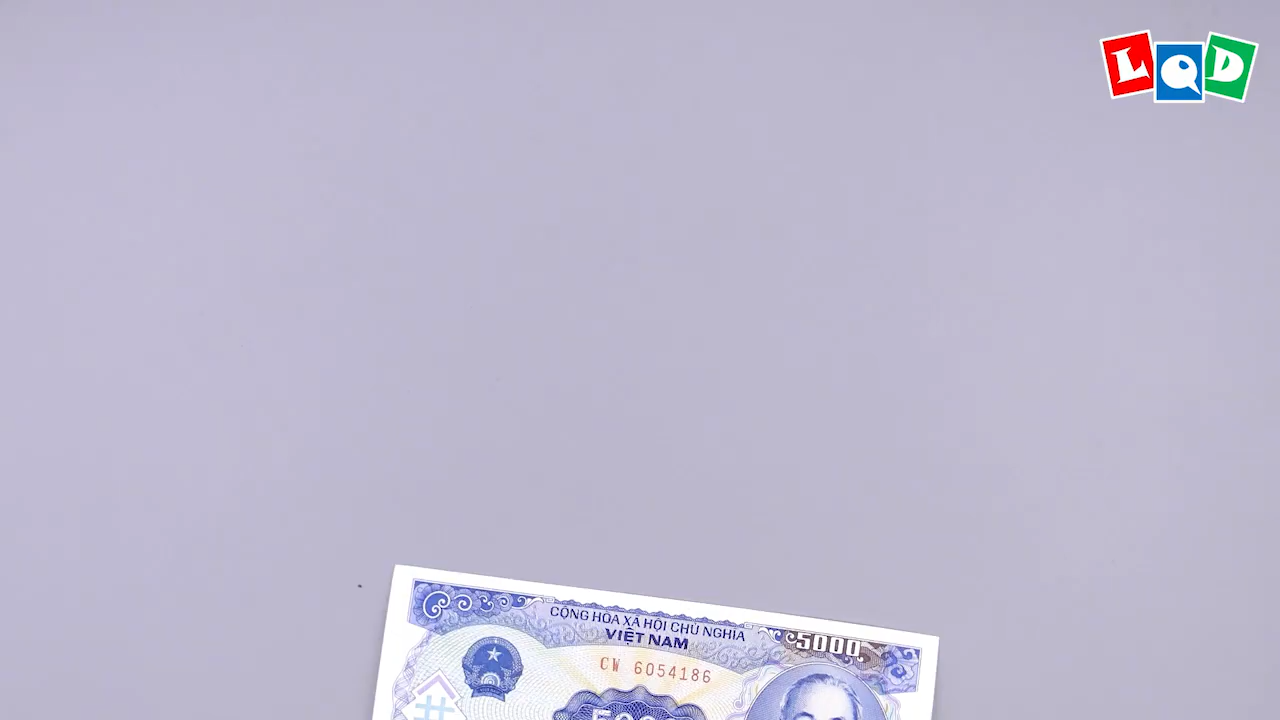 LQD
CỘNG HÒA XÃ HỘI CHỦ NGHĨA
VIỆT NAM
5000
CW 6054186